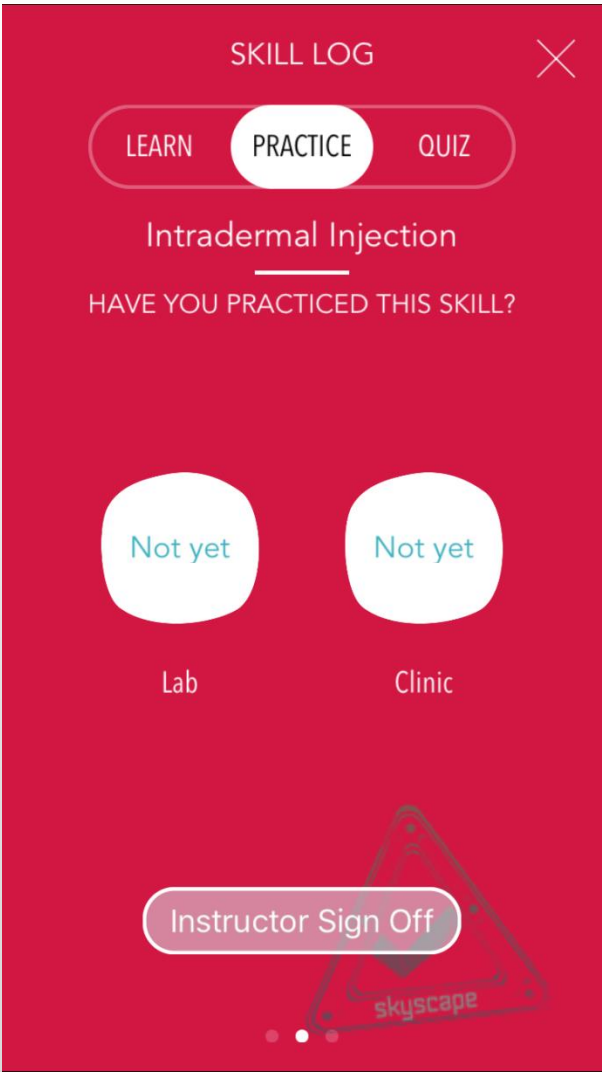 SKILL LOG
LEARN PRACTICE QUIZ
Intradermal Injection
HAVE YOU PRACTICED THIS SKILL?
Not yet Not yet
Lab Clinic
Instructor Sign Off
skyscape